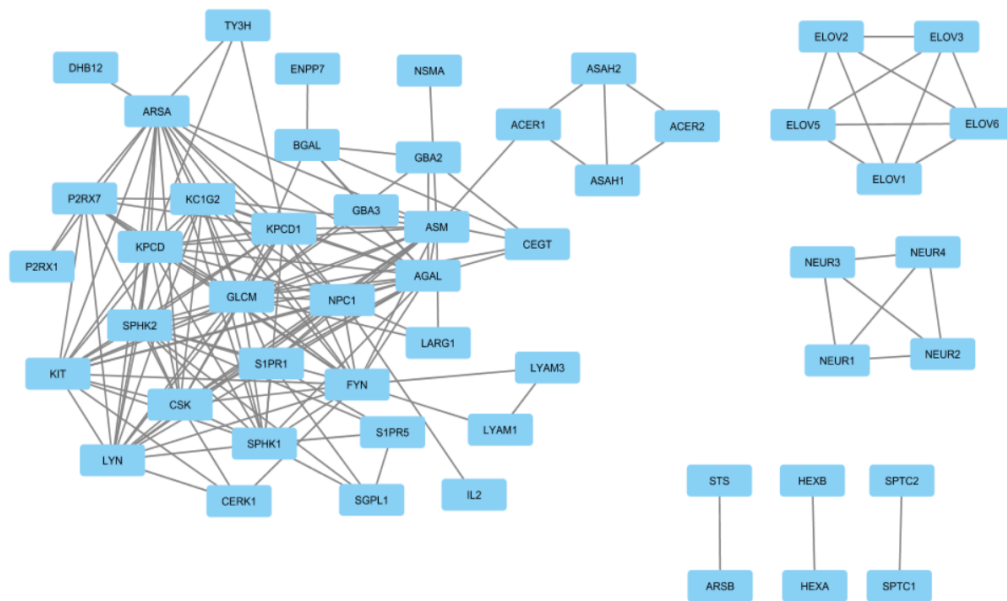 TY3H
ELOV2
ELOV3
DHB12
ENPP7
NSMA
ASAH2
ARSA
ACER1
ACER2
ELOV5
ELOV6
BGAL
GBA2
ASAH1
ELOV1
P2RX7
KC1G2
GBA3
KPCD1
ASM
KPCD
CEGT
P2RX1
NEUR3
NEUR4
AGAL
GLCM
NPC1
SPHK2
LARG1
S1PR1
NEUR1
NEUR2
KIT
FYN
LYAM3
CSK
LYAM1
S1PR5
SPHK1
LYN
STS
HEXB
SPTC2
CERK1
SGPL1
IL2
ARSB
HEXA
SPTC1